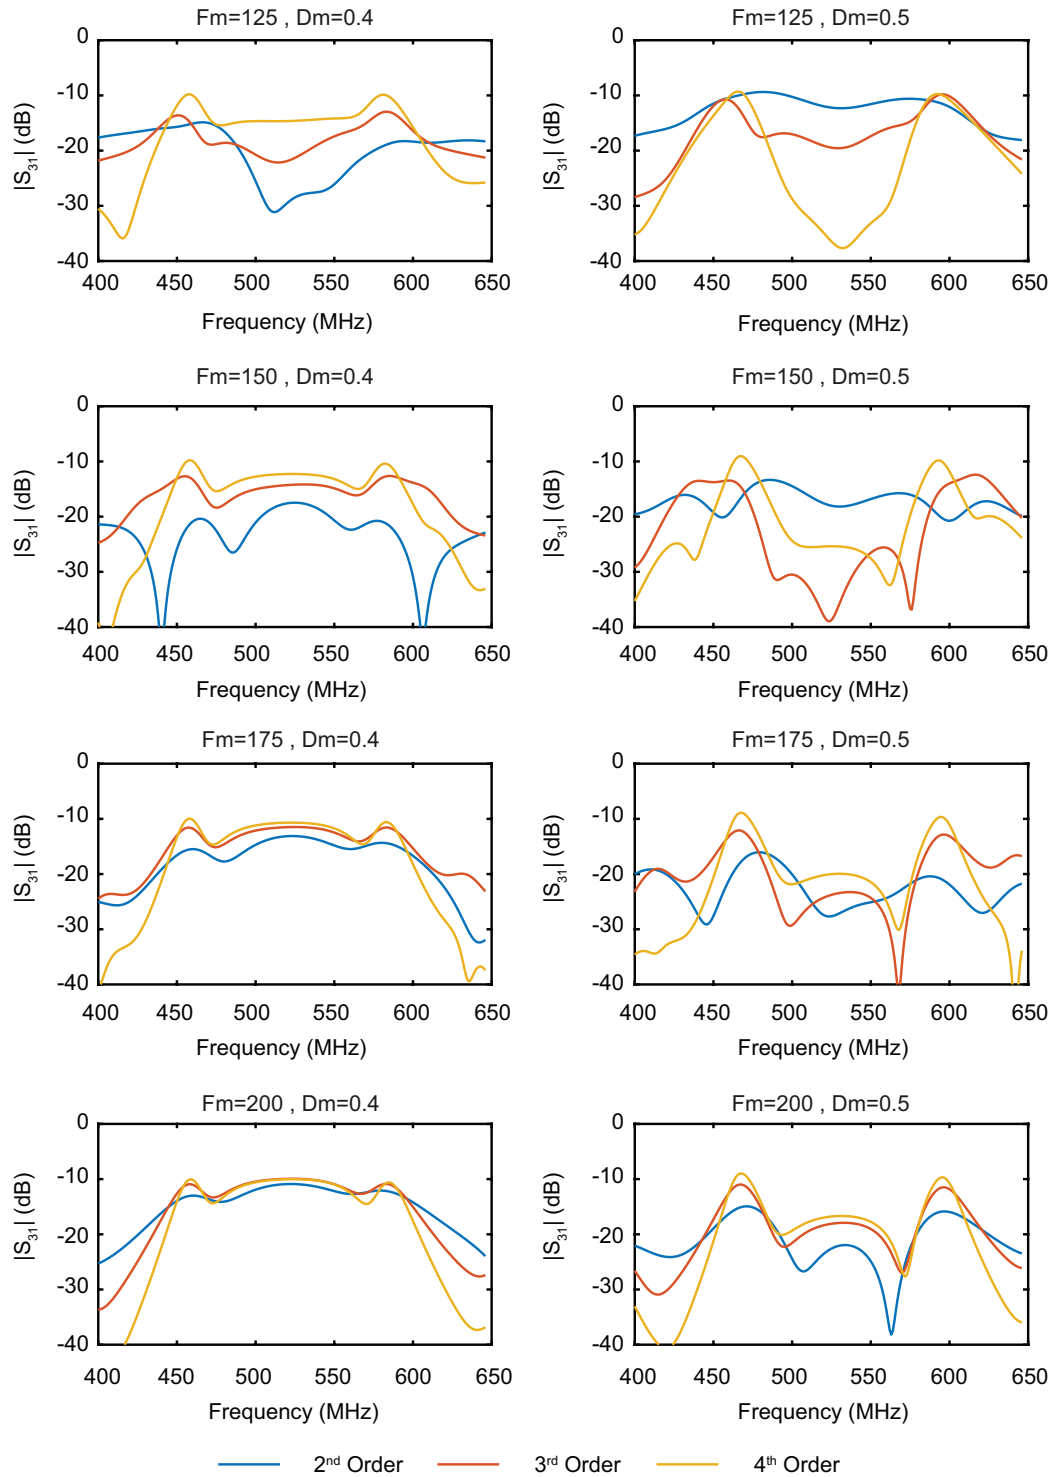 Fm=125 , Dm=0.4
0
-10
-20
-30
-40
|S31| (dB)
400 450 500 550 600 650
Frequency (MHz)
Fm=125 , Dm=0.5
0
-10
-20
-30
-40
|S31| (dB)
400 450 500 550 600 650
Frequency (MHz)
Fm=150 , Dm=0.4
0
-10
-20
-30
-40
|S31| (dB)
400 450 500 550 600 650
Frequency (MHz)
Fm=150 , Dm=0.5
0
-10
-20
-30
-40
|S31| (dB)
400 450 500 550 600 650
Frequency (MHz)
Fm=175 , Dm=0.4
0
-10
-20
-30
-40
|S31| (dB)
400 450 500 550 600 650
Frequency (MHz)
Fm=175 , Dm=0.5
0
-10
-20
-30
-40
|S31| (dB)
400 450 500 550 600 650
Frequency (MHz)
Fm=200 , Dm=0.4
0
-10
-20
-30
-40
|S31| (dB)
400 450 500 550 600 650
Frequency (MHz)
Fm=200 , Dm=0.5
0
-10
-20
-30
-40
|S31| (dB)
400 450 500 550 600 650
Frequency (MHz)
2nd Order 3rd Order 4th Order